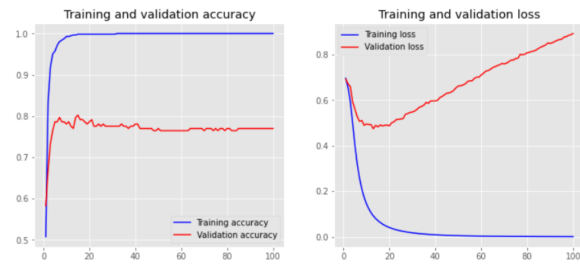 Training and validation accuracy
1.0
0.9
0.8
0.7
0.6
0.5
0 20 40 60 80 100
Training accuracy
Validation accuracy
Training and validation loss
Training loss
Validation loss
0.8
0.6
0.4
0.2
0.0
0 20 40 60 80 100